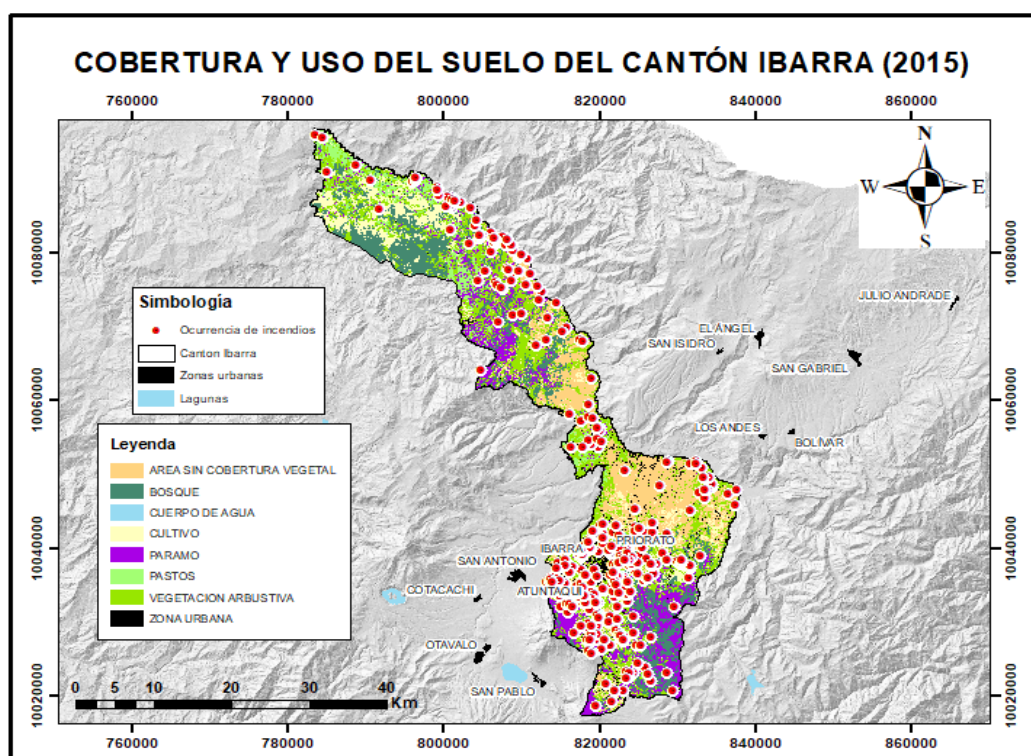 COBERTURA Y USO DEL SUELO DEL CANTÓN IBARRA (2015)
760000 780000 800000 820000 840000 860000
N
W E
S
10080000 10080000
Simbología
Ocurrencia de incendios
Canton Ibarra
Zonas urbanas
Lagunas
JULIO ANDRADE
EL ÁNGEL
SAN ISIDRO
SAN GABRIEL
10060000 10060000
LOS ANDES
BOLÍVAR
Leyenda
AREA SIN COBERTURA VEGETAL
BOSQUE
CUERPO DE AGUA
CULTIVO
PARAMO
PASTOS
VEGETACION ARBUSTIVA
ZONA URBANA
IBARRA
PRIORATO
10040000 10040000
SAN ANTONIO
COTACACHI
ATUNTAQUI
OTAVALO
SAN PABLO
0 5 10 20 30 40
Km
10020000 10020000
760000 780000 800000 820000 840000 860000